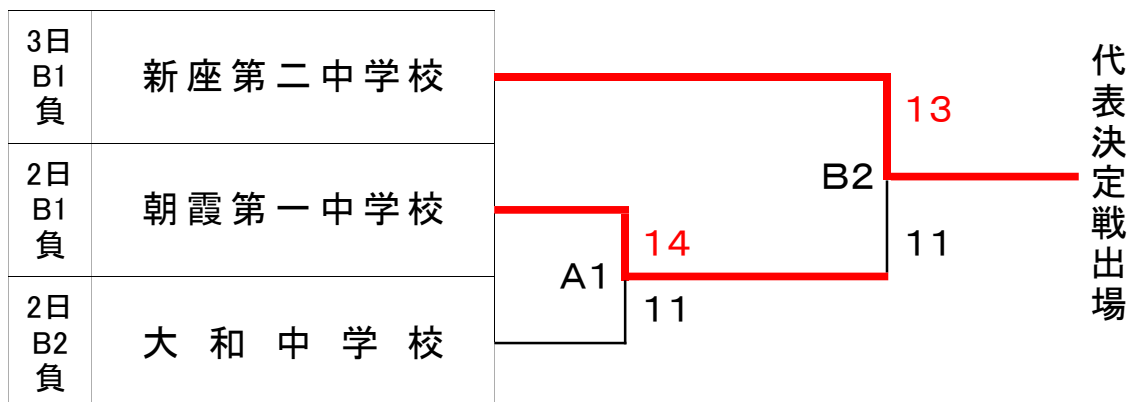 3日
B1
負
新座第二中学校
2日
B1
負
朝霞第一中学校
2日
B2
負
大和中学校
14
A1
11
13
B2
11
代表決定戦出場